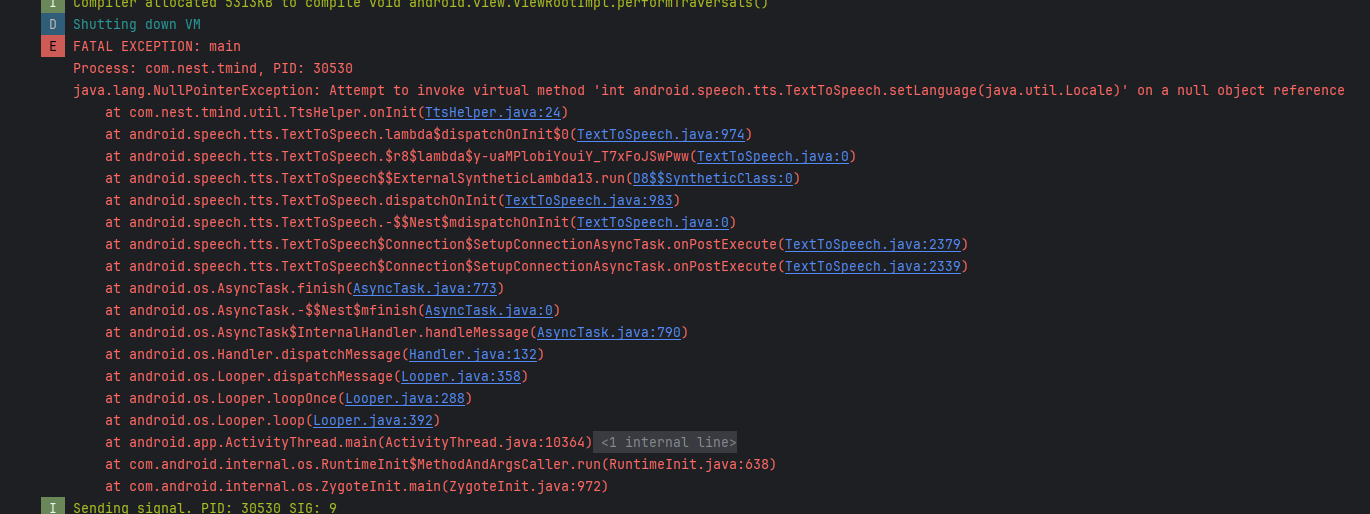 I Compiler allocated 5313KB to compile void android.view.ViewRootImpl.performTraversals()
D Shutting down VM
E FATAL EXCEPTION: main
Process: com.nest.tmind, PID: 30530
java.lang.NullPointerException: Attempt to invoke virtual method 'int android.speech.tts.TextToSpeech.setLanguage(java.util.Locale)' on a null object reference
at com.nest.tmind.util.TtsHelper.onInit(TtsHelper.java:24)
at android.speech.tts.TextToSpeech.lambda$dispatchOnInit$0(TextToSpeech.java:974)
at android.speech.tts.TextToSpeech.$r8$lambda$y-uaMPlobiYouiY_T7xFoJSwPww(TextToSpeech.java:0)
at android.speech.tts.TextToSpeech$$ExternalSyntheticLambda13.run(D8$$SyntheticClass:0)
at android.speech.tts.TextToSpeech.dispatchOnInit(TextToSpeech.java:983)
at android.speech.tts.TextToSpeech.-$$Nest$mdispatchOnInit(TextToSpeech.java:0)
at android.speech.tts.TextToSpeech$Connection$SetupConnectionAsyncTask.onPostExecute(TextToSpeech.java:2379)
at android.speech.tts.TextToSpeech$Connection$SetupConnectionAsyncTask.onPostExecute(TextToSpeech.java:2339)
at android.os.AsyncTask.finish(AsyncTask.java:773)
at android.os.AsyncTask.-$$Nest$mfinish(AsyncTask.java:0)
at android.os.AsyncTask$InternalHandler.handleMessage(AsyncTask.java:790)
at android.os.Handler.dispatchMessage(Handler.java:132)
at android.os.Looper.dispatchMessage(Looper.java:358)
at android.os.Looper.loopOnce(Looper.java:288)
at android.os.Looper.loop(Looper.java:392)
at android.app.ActivityThread.main(ActivityThread.java:10364) <1 internal line>
at com.android.internal.os.RuntimeInit$MethodAndArgsCaller.run(RuntimeInit.java:638)
at com.android.internal.os.ZygoteInit.main(ZygoteInit.java:972)
I Sending signal. PID: 30530 SIG: 9